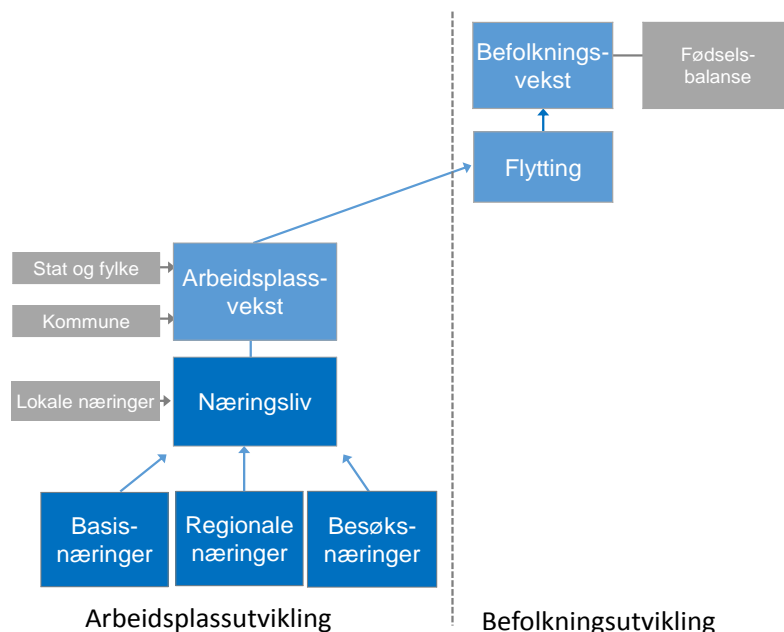 Befolknings-
vekst
Fødsels-
balanse
Flytting
Stat og fylke
Arbeidsplass-
vekst
Kommune
Lokale næringer
Næringsliv
Basis-
næringer
Regionale
næringer
Besøks-
næringer
Arbeidsplassutvikling
Befolkningsutvikling